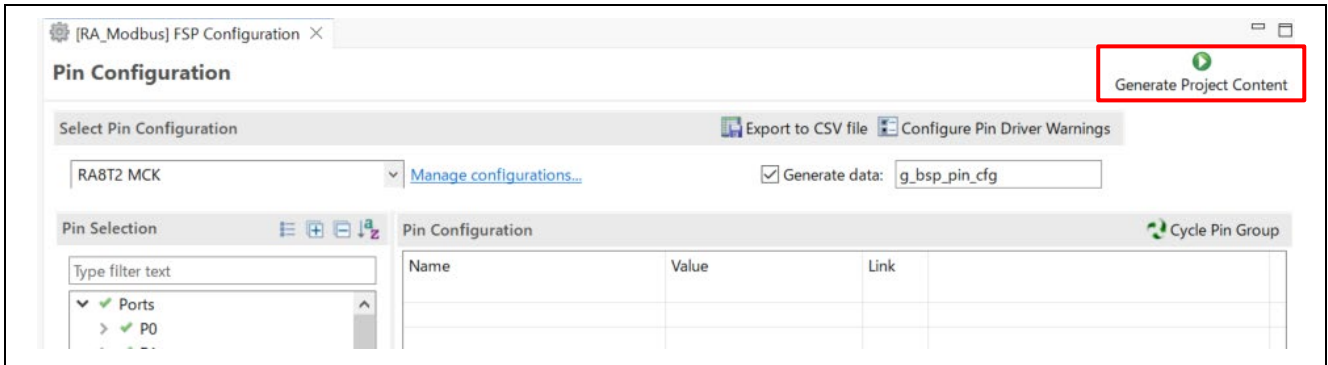 [RA_Modbus] FSP Configuration
Pin Configuration
Generate Project Content
Select Pin Configuration
Export to CSV file
Configure Pin Driver Warnings
RA8T2 MCK
Manage configurations...
Generate data:
g_bsp_pin_cfg
Pin Selection
Pin Configuration
Cycle Pin Group
Type filter text
Name
Value
Link
Ports
P0